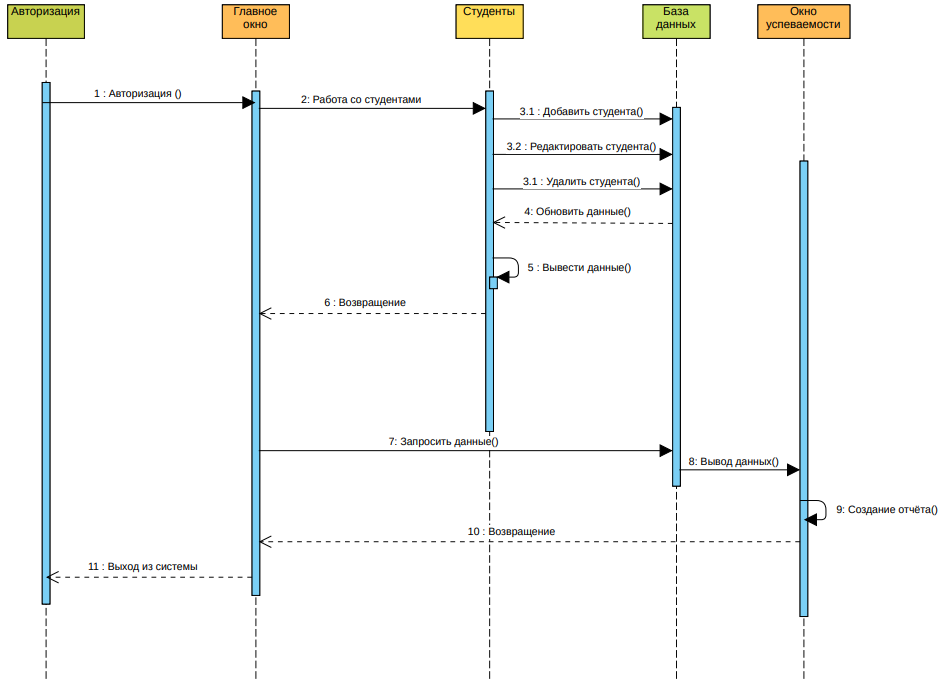 Авторизация
Главное
окно
Студенты
База
данных
Окно
успеваемости
1 : Авторизация ()
2: Работа со студентами
3.1 : Добавить студента()
3.2 : Редактировать студента()
3.1 : Удалить студента()
4: Обновить данные()
5 : Вывести данные()
6 : Возвращение
7: Запросить данные()
8: Вывод данных()
9: Создание отчёта()
10 : Возвращение
11 : Выход из системы